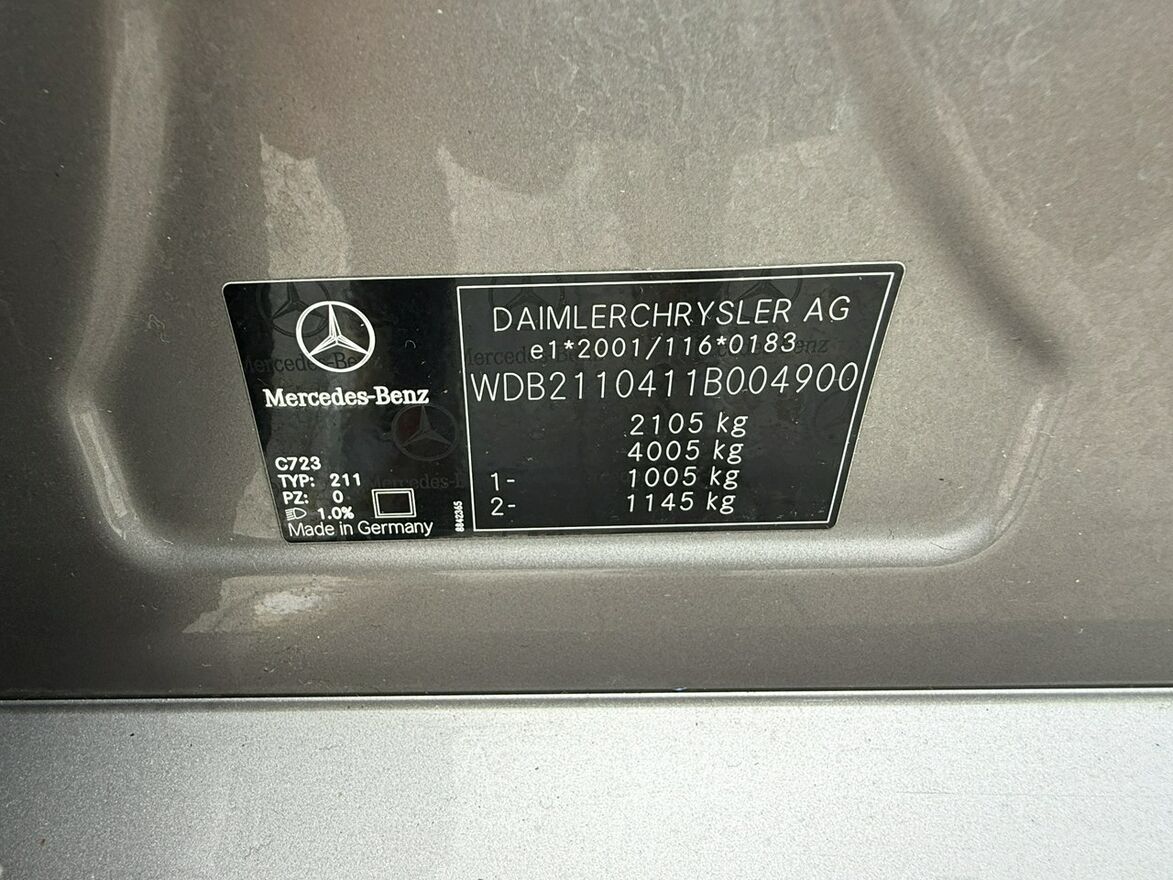 Mercedes-Benz
C723
TYP: 211
PZ: 0
1.0%
Made in Germany
8842365
DAIMLERCHRYSLER AG
e1*2001/116*0183
WDB2110411B004900
2105 kg
4005 kg
1- 1005 kg
2- 1145 kg